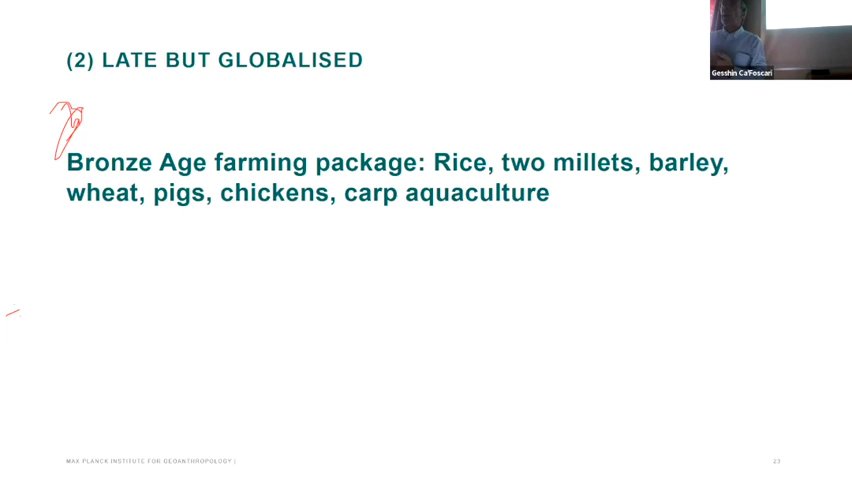 (2) LATE BUT GLOBALISED
Gesshin Ca'Foscari
Bronze Age farming package: Rice, two millets, barley,
wheat, pigs, chickens, carp aquaculture
MAX PLANCK INSTITUTE FOR GEOANTHROPOLOGY |
23